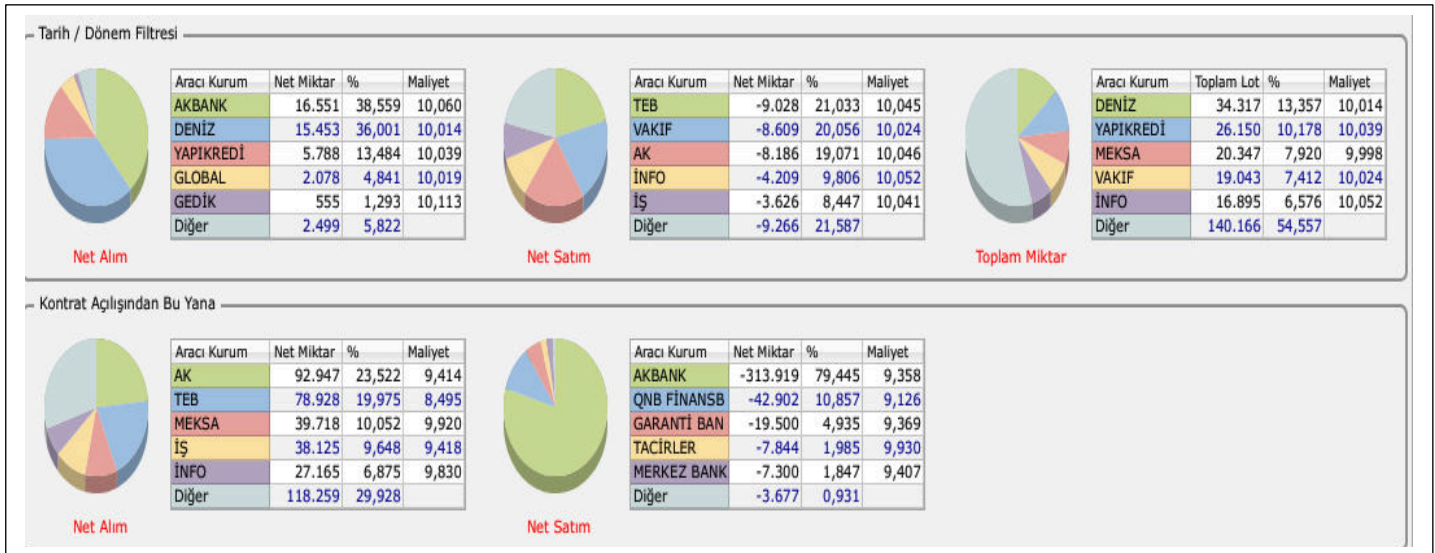 Tarih / Dönem Filtresi
Aracı Kurum Net Miktar % Maliyet
AKBANK 16.551 38,559 10,060
DENİZ 15.453 36,001 10,014
YAPIKREDİ 5.788 13,484 10,039
GLOBAL 2.078 4,841 10,019
GEDİK 555 1,293 10,113
Diğer 2.499 5,822
Net Alım
Aracı Kurum Net Miktar % Maliyet
TEB -9.028 21,033 10,045
VAKIF -8.609 20,056 10,024
AK -8.186 19,071 10,046
İNFO -4.209 9,806 10,052
İŞ -3.626 8,447 10,041
Diğer -9.266 21,587
Net Satım
Aracı Kurum Toplam Lot % Maliyet
DENİZ 34.317 13,357 10,014
YAPIKREDİ 26.150 10,178 10,039
MEKSA 20.347 7,920 9,998
VAKIF 19.043 7,412 10,024
İNFO 16.895 6,576 10,052
Diğer 140.166 54,557
Toplam Miktar
Kontrat Açılışından Bu Yana
Aracı Kurum Net Miktar % Maliyet
AK 92.947 23,522 9,414
TEB 78.928 19,975 8,495
MEKSA 39.718 10,052 9,920
İŞ 38.125 9,648 9,418
İNFO 27.165 6,875 9,830
Diğer 118.259 29,928
Net Alım
Aracı Kurum Net Miktar % Maliyet
AKBANK -313.919 79,445 9,358
QNB FİNANSB -42.902 10,857 9,126
GARANTİ BAN -19.500 4,935 9,369
TACİRLER -7.844 1,985 9,930
MERKEZ BANK -7.300 1,847 9,407
Diğer -3.677 0,931
Net Satım